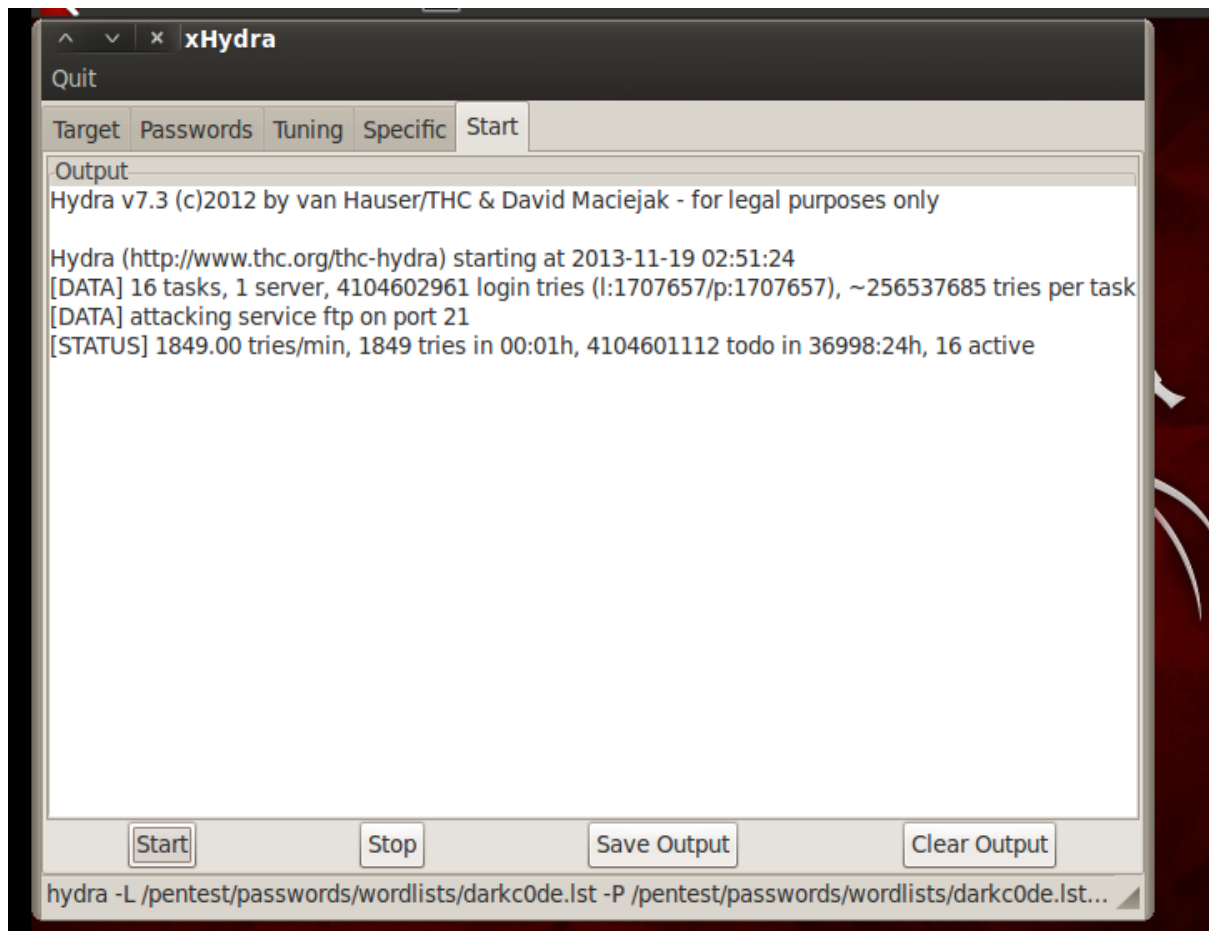 xHydra
Quit
Target Passwords Tuning Specific Start
Output
Hydra v7.3 (c)2012 by van Hauser/THC & David Maciejak - for legal purposes only
Hydra (http://www.thc.org/thc-hydra) starting at 2013-11-19 02:51:24
[DATA] 16 tasks, 1 server, 4104602961 login tries (l:1707657/p:1707657), ~256537685 tries per task
[DATA] attacking service ftp on port 21
[STATUS] 1849.00 tries/min, 1849 tries in 00:01h, 4104601112 todo in 36998:24h, 16 active
Start Stop Save Output Clear Output
hydra -L /pentest/passwords/wordlists/darkc0de.lst -P /pentest/passwords/wordlists/darkc0de.lst...